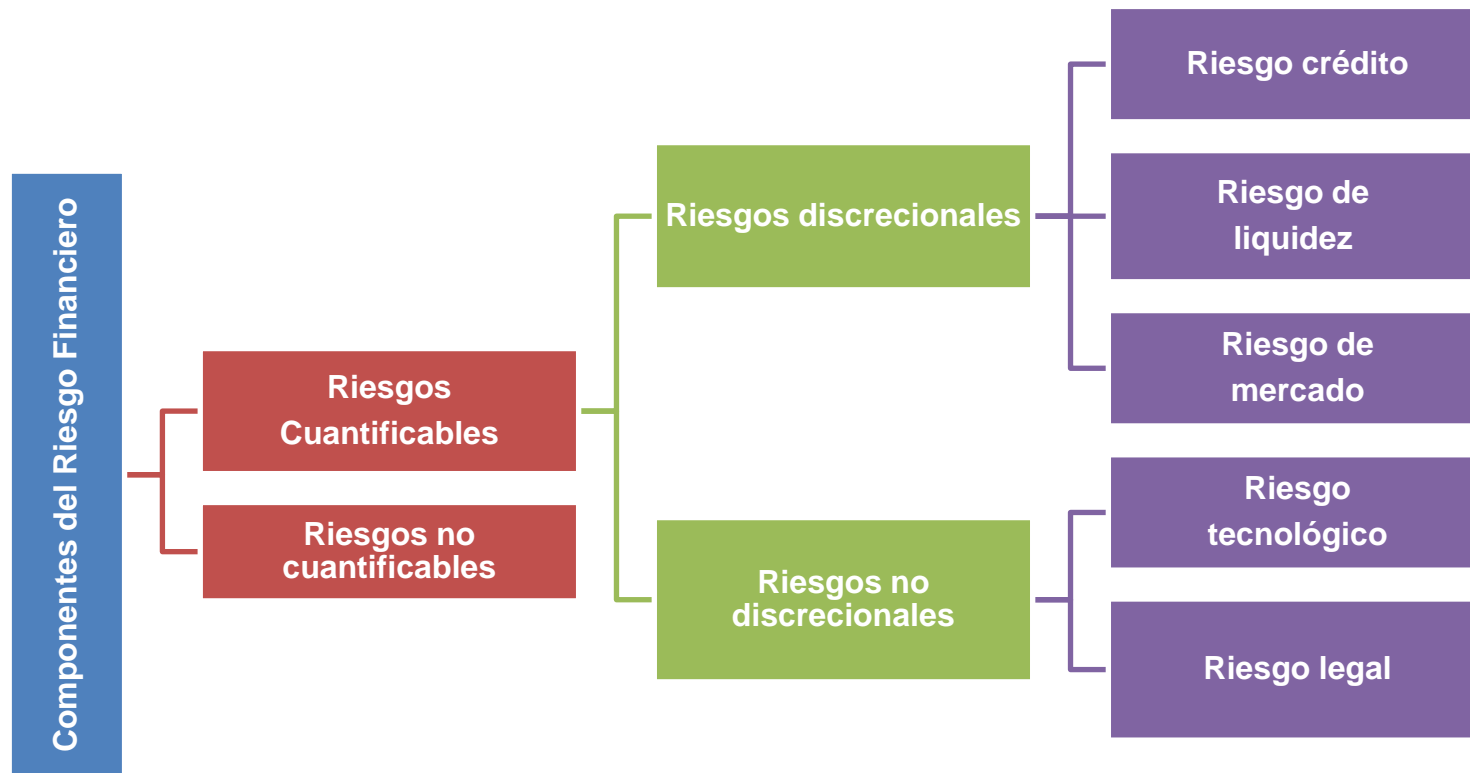 Componentes del Riesgo Financiero
Riesgos
Cuantificables
Riesgos no
cuantificables
Riesgos discrecionales
Riesgos no
discrecionales
Riesgo crédito
Riesgo de
liquidez
Riesgo de
mercado
Riesgo
tecnológico
Riesgo legal